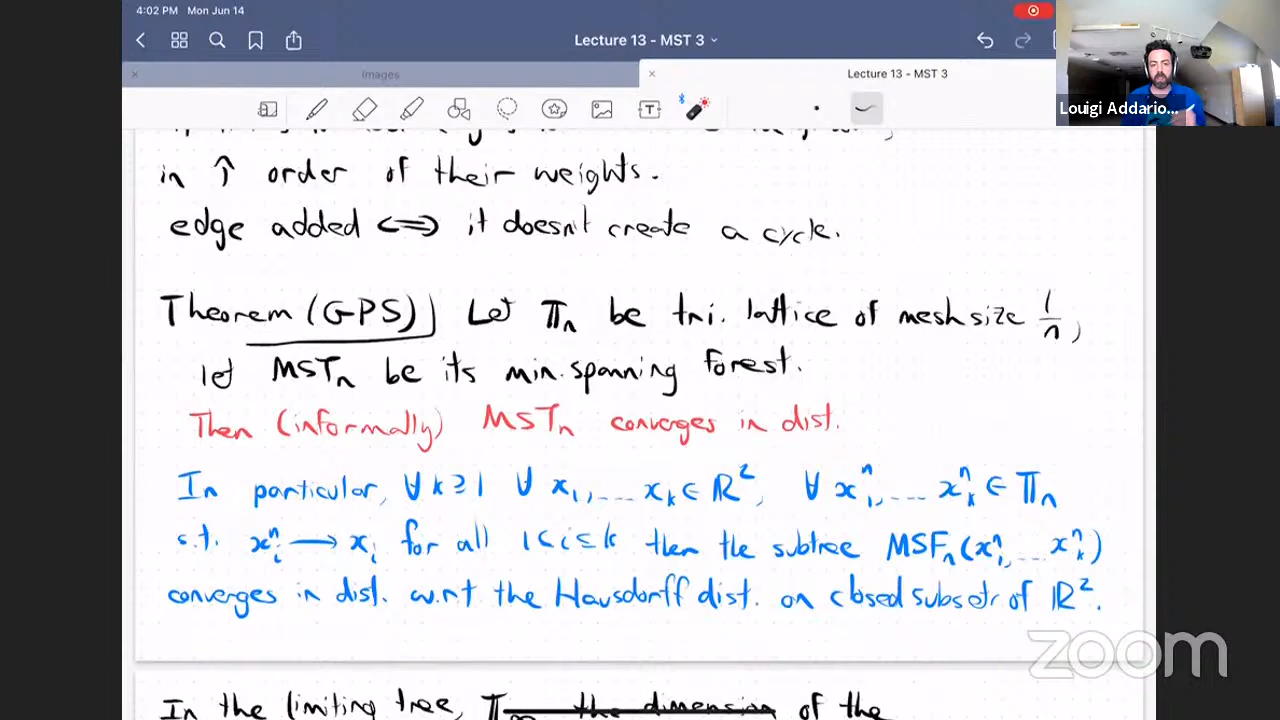 4:02 PM Mon Jun 14
Lecture 13 - MST 3
Images
Lecture 13 - MST 3
Louigi Addario...
in ↑ order of their weights.
edge added ⟺ it doesn't create a cycle.
Theorem (GPS) Let 𝕋n be tri. lattice of mesh size 1/n,
let MSTn be its min. spanning forest.
Then (informally) MSTn converges in dist.
In particular, ∀ k ≥ 1 ∀ x₁, ... xₖ ∈ ℝ², ∀ x₁ⁿ, ... xₖⁿ ∈ 𝕋n
s.t. xᵢⁿ → xᵢ for all 1 ≤ i ≤ k then the subtree MSFn(x₁ⁿ, ... xₖⁿ)
converges in dist. w.r.t the Hausdorff dist. on closed subsets of ℝ².
zoom
In the limiting tree, 𝕋∞ the dimension of the